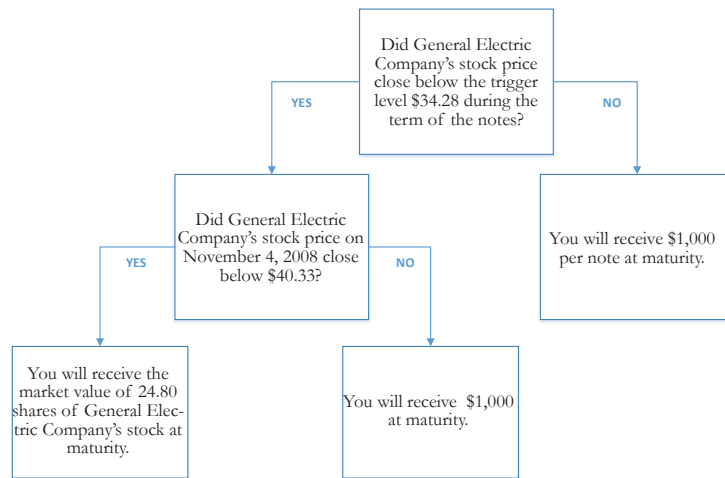 Did General Electric
Company's stock price
close below the trigger
level $34.28 during the
term of the notes?
YES
NO
Did General Electric
Company's stock price on
November 4, 2008 close
below $40.33?
You will receive $1,000
per note at maturity.
YES
NO
You will receive the
market value of 24.80
shares of General Elec-
tric Company's stock at
maturity.
You will receive $1,000
at maturity.